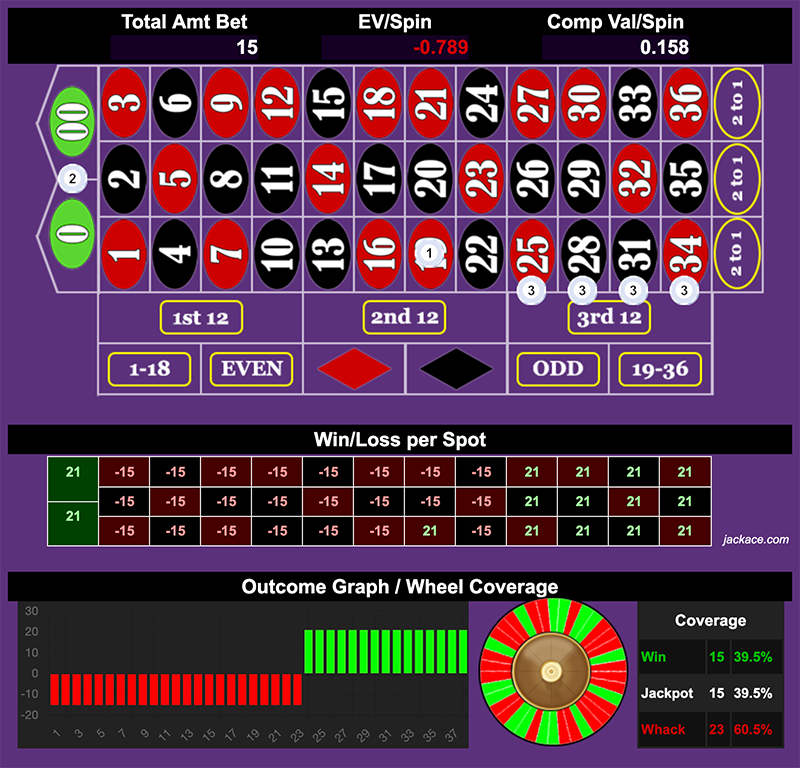 Total Amt Bet EV/Spin Comp Val/Spin
15 -0.789 0.158
00 3 6 9 12 15 18 21 24 27 30 33 36 2 to 1
2
2 5 8 11 14 17 20 23 26 29 32 35 2 to 1
0 1 4 7 10 13 16 1 22 25 28 31 34 2 to 1
3 3 3 3
1st 12 2nd 12 3rd 12
1-18 EVEN ODD 19-36
Win/Loss per Spot
21 -15 -15 -15 -15 -15 -15 -15 -15 21 21 21 21
-15 -15 -15 -15 -15 -15 -15 -15 21 21 21 21
21 -15 -15 -15 -15 -15 -15 21 -15 21 21 21 21
jackace.com
Outcome Graph / Wheel Coverage
30
20
10
0
-10
-20
1 3 5 7 9 11 13 15 17 19 21 23 25 27 29 31 33 35 37
Coverage
Win 15 39.5%
Jackpot 15 39.5%
Whack 23 60.5%